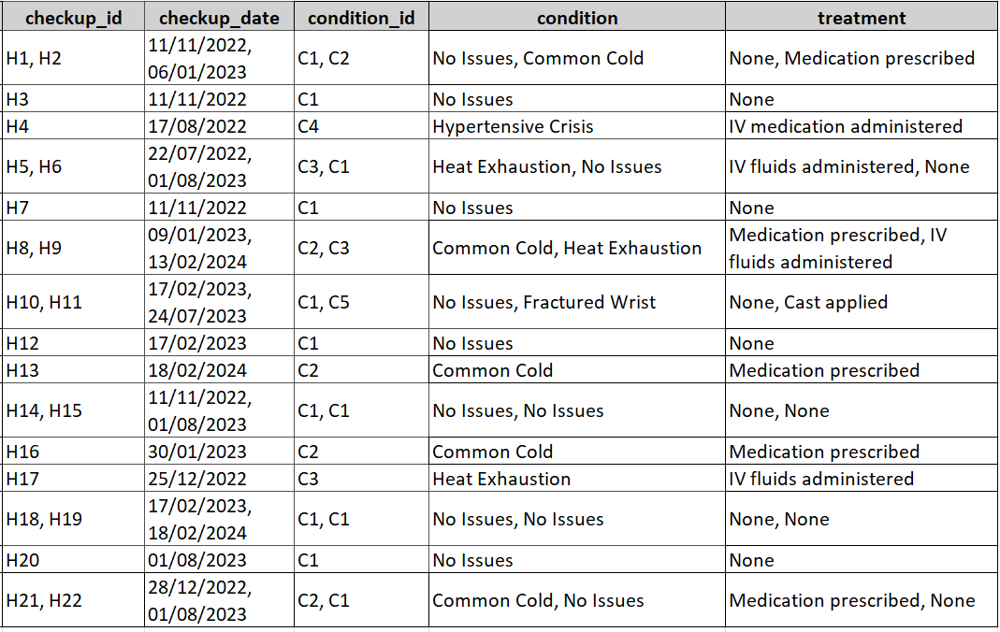 checkup_id checkup_date condition_id condition treatment
H1, H2 11/11/2022, 06/01/2023 C1, C2 No Issues, Common Cold None, Medication prescribed
H3 11/11/2022 C1 No Issues None
H4 17/08/2022 C4 Hypertensive Crisis IV medication administered
H5, H6 22/07/2022, 01/08/2023 C3, C1 Heat Exhaustion, No Issues IV fluids administered, None
H7 11/11/2022 C1 No Issues None
H8, H9 09/01/2023, 13/02/2024 C2, C3 Common Cold, Heat Exhaustion Medication prescribed, IV fluids administered
H10, H11 17/02/2023, 24/07/2023 C1, C5 No Issues, Fractured Wrist None, Cast applied
H12 17/02/2023 C1 No Issues None
H13 18/02/2024 C2 Common Cold Medication prescribed
H14, H15 11/11/2022, 01/08/2023 C1, C1 No Issues, No Issues None, None
H16 30/01/2023 C2 Common Cold Medication prescribed
H17 25/12/2022 C3 Heat Exhaustion IV fluids administered
H18, H19 17/02/2023, 18/02/2024 C1, C1 No Issues, No Issues None, None
H20 01/08/2023 C1 No Issues None
H21, H22 28/12/2022, 01/08/2023 C2, C1 Common Cold, No Issues Medication prescribed, None